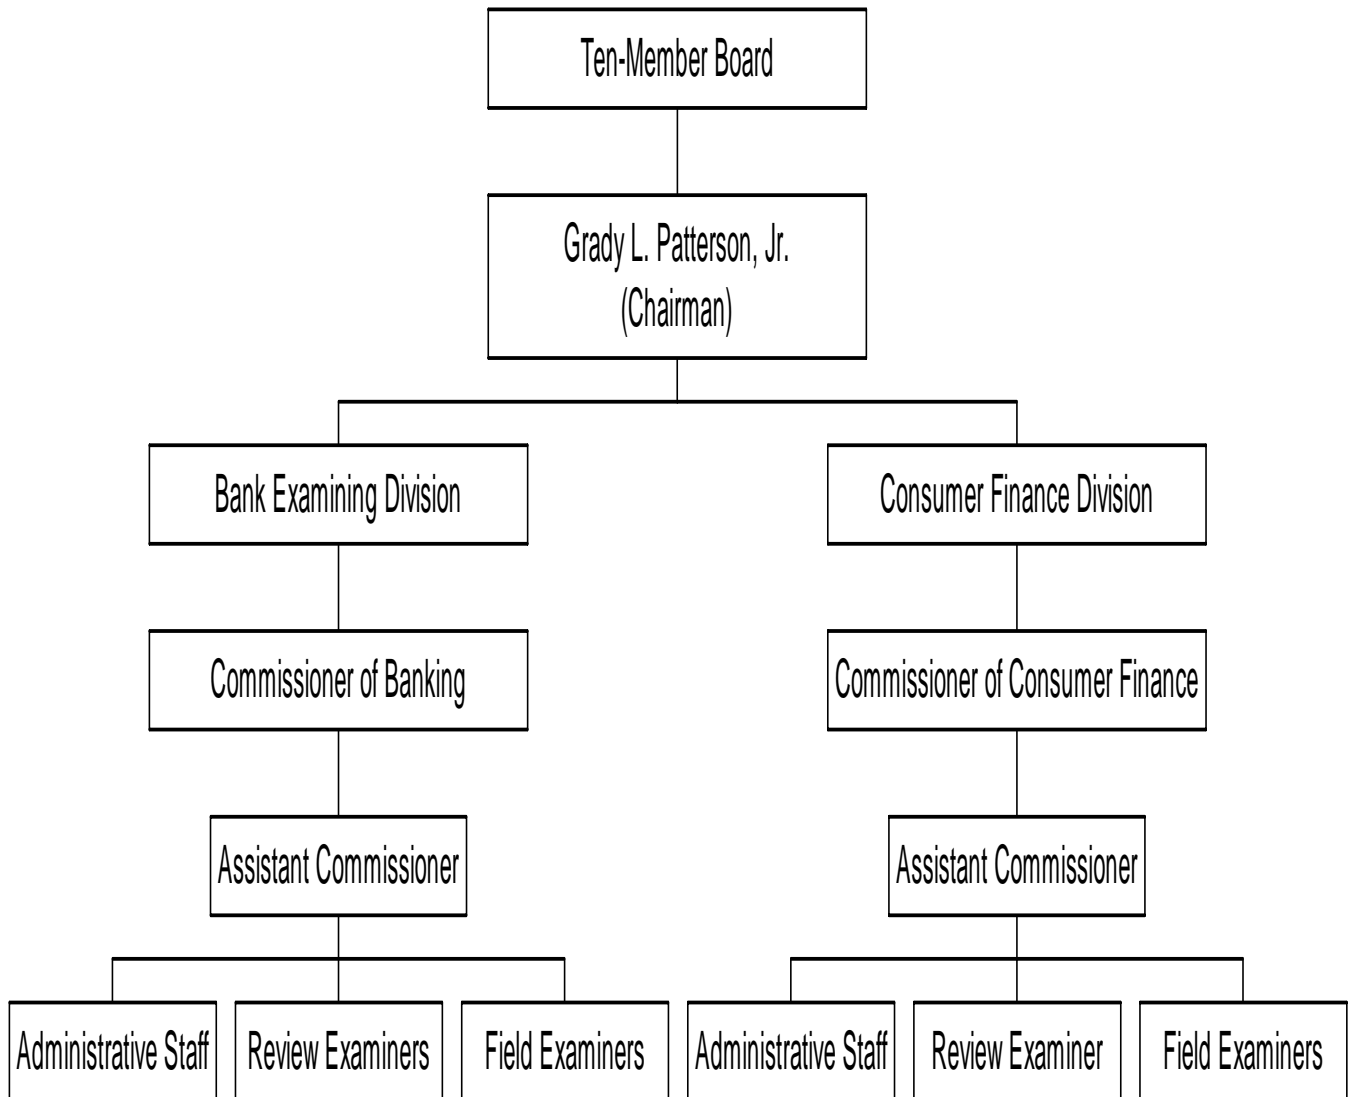 Ten-Member Board
Grady L. Patterson, Jr.
(Chairman)
Bank Examining Division
Consumer Finance Division
Commissioner of Banking
Commissioner of Consumer Finance
Assistant Commissioner
Assistant Commissioner
Administrative Staff
Review Examiners
Field Examiners
Administrative Staff
Review Examiner
Field Examiners